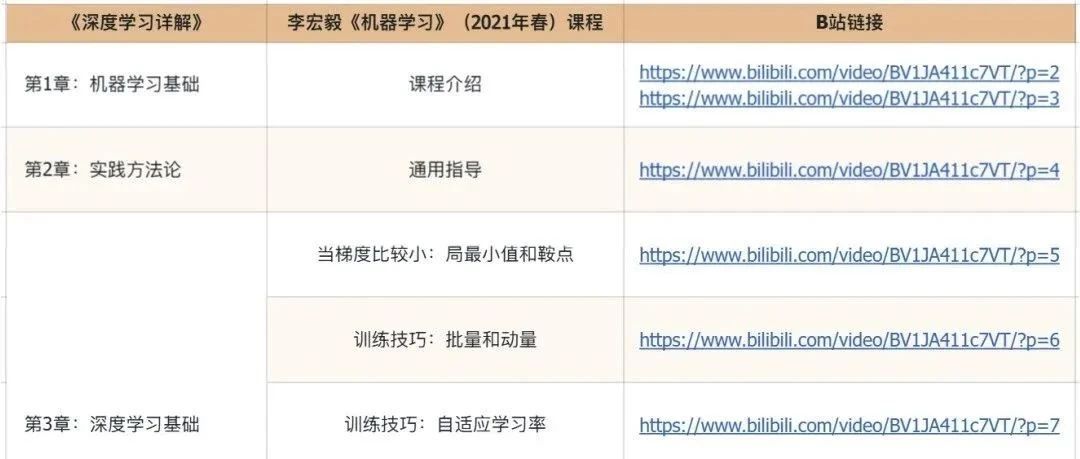 《深度学习详解》 李宏毅《机器学习》（2021年春）课程 B站链接
第1章：机器学习基础 课程介绍 https://www.bilibili.com/video/BV1JA411c7VT/?p=2
https://www.bilibili.com/video/BV1JA411c7VT/?p=3
第2章：实践方法论 通用指导 https://www.bilibili.com/video/BV1JA411c7VT/?p=4
当梯度比较小：局最小值和鞍点 https://www.bilibili.com/video/BV1JA411c7VT/?p=5
训练技巧：批量和动量 https://www.bilibili.com/video/BV1JA411c7VT/?p=6
第3章：深度学习基础 训练技巧：自适应学习率 https://www.bilibili.com/video/BV1JA411c7VT/?p=7